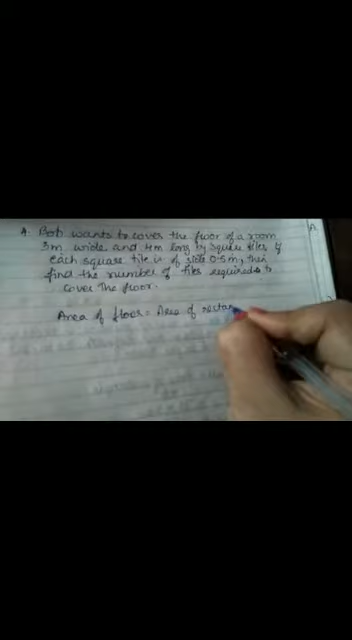 4. Bob wants to cover the floor of a room
3m wide and 4m long by square tiles if
each square tile is of side 0.5m, then
find the number of tiles required to
cover the floor.
Area of floor = Area of rectan